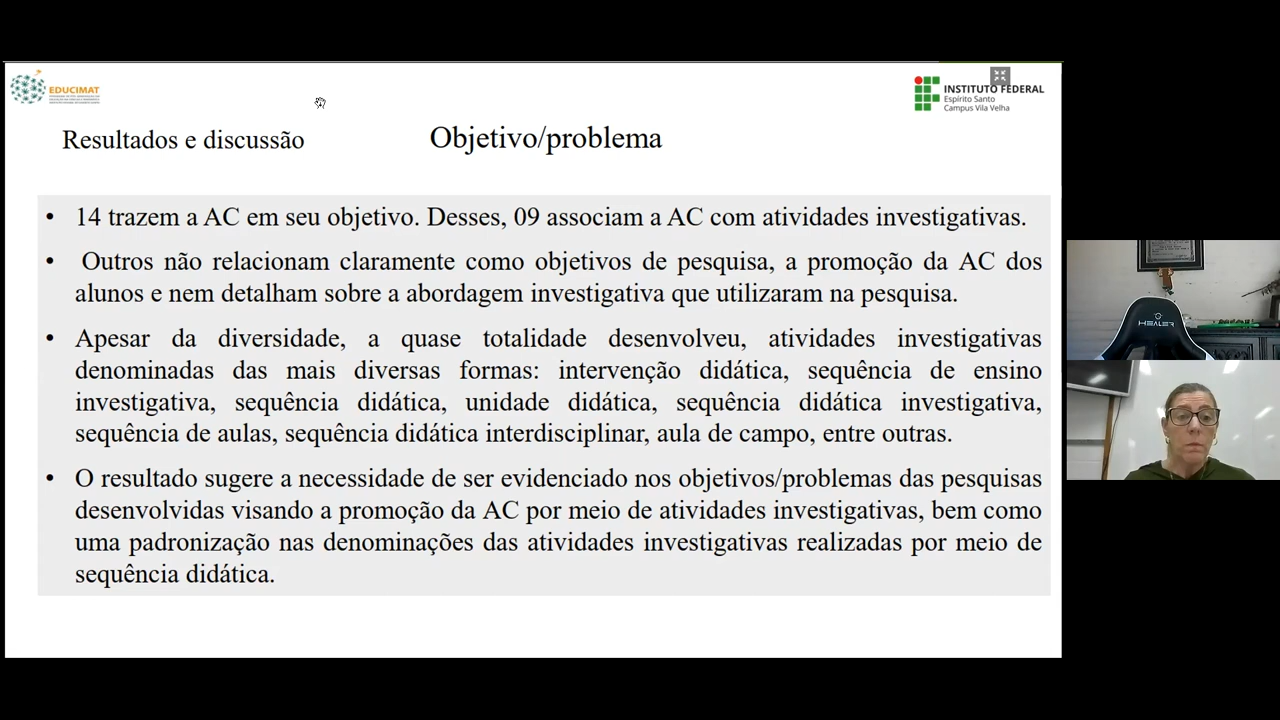 EDUCIMAT
INSTITUTO FEDERAL
Espírito Santo
Campus Vila Velha
Resultados e discussão
Objetivo/problema
• 14 trazem a AC em seu objetivo. Desses, 09 associam a AC com atividades investigativas.
• Outros não relacionam claramente como objetivos de pesquisa, a promoção da AC dos
alunos e nem detalham sobre a abordagem investigativa que utilizaram na pesquisa.
• Apesar da diversidade, a quase totalidade desenvolveu, atividades investigativas
denominadas das mais diversas formas: intervenção didática, sequência de ensino
investigativa, sequência didática, unidade didática, sequência didática investigativa,
sequência de aulas, sequência didática interdisciplinar, aula de campo, entre outras.
• O resultado sugere a necessidade de ser evidenciado nos objetivos/problemas das pesquisas
desenvolvidas visando a promoção da AC por meio de atividades investigativas, bem como
uma padronização nas denominações das atividades investigativas realizadas por meio de
sequência didática.
HEALER